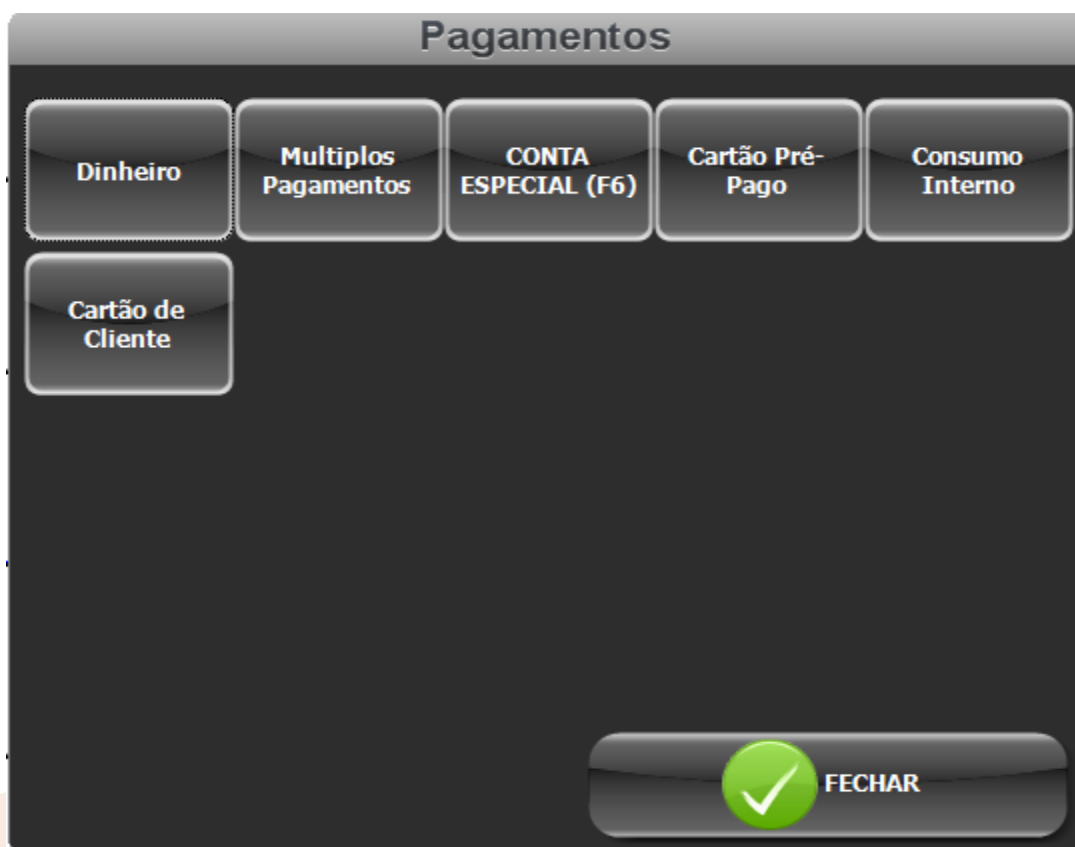 Pagamentos
Dinheiro
Multiplos
Pagamentos
CONTA
ESPECIAL (F6)
Cartão Pré-
Pago
Consumo
Interno
Cartão de
Cliente
FECHAR